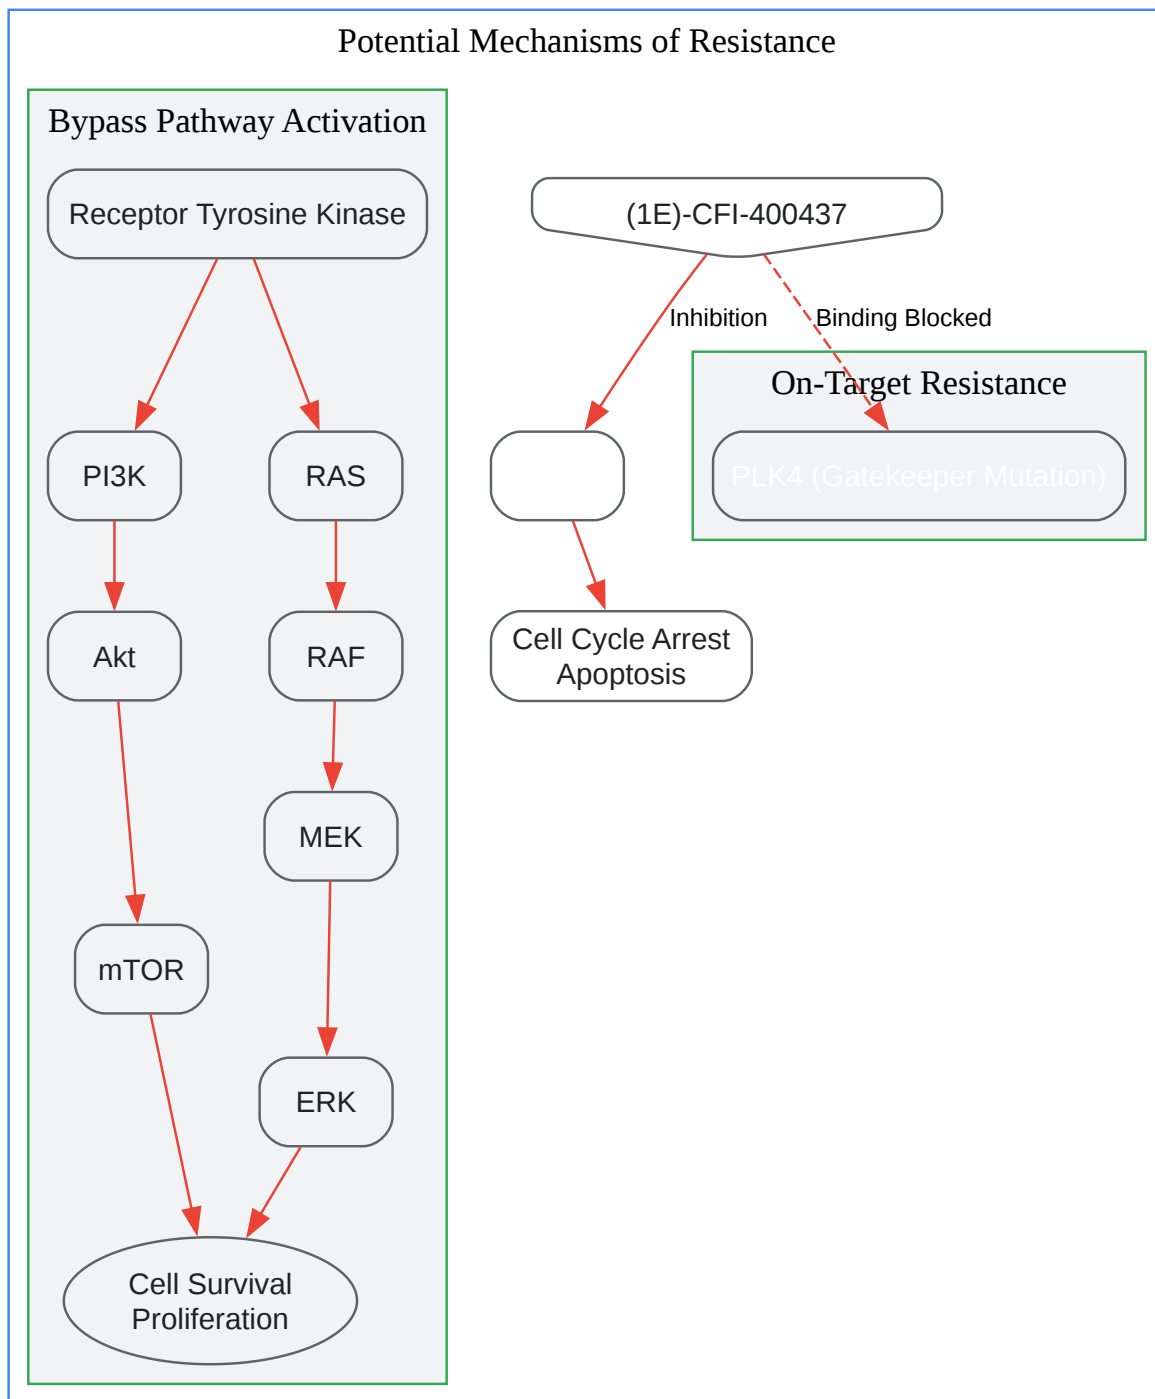 Potential Mechanisms of Resistance
Bypass Pathway Activation
Receptor Tyrosine Kinase
(1E)-CFI-400437
Inhibition
Binding Blocked
On-Target Resistance
PI3K
RAS
PLK4 (Gatekeeper Mutation)
Akt
RAF
Cell Cycle Arrest
Apoptosis
MEK
mTOR
ERK
Cell Survival
Proliferation